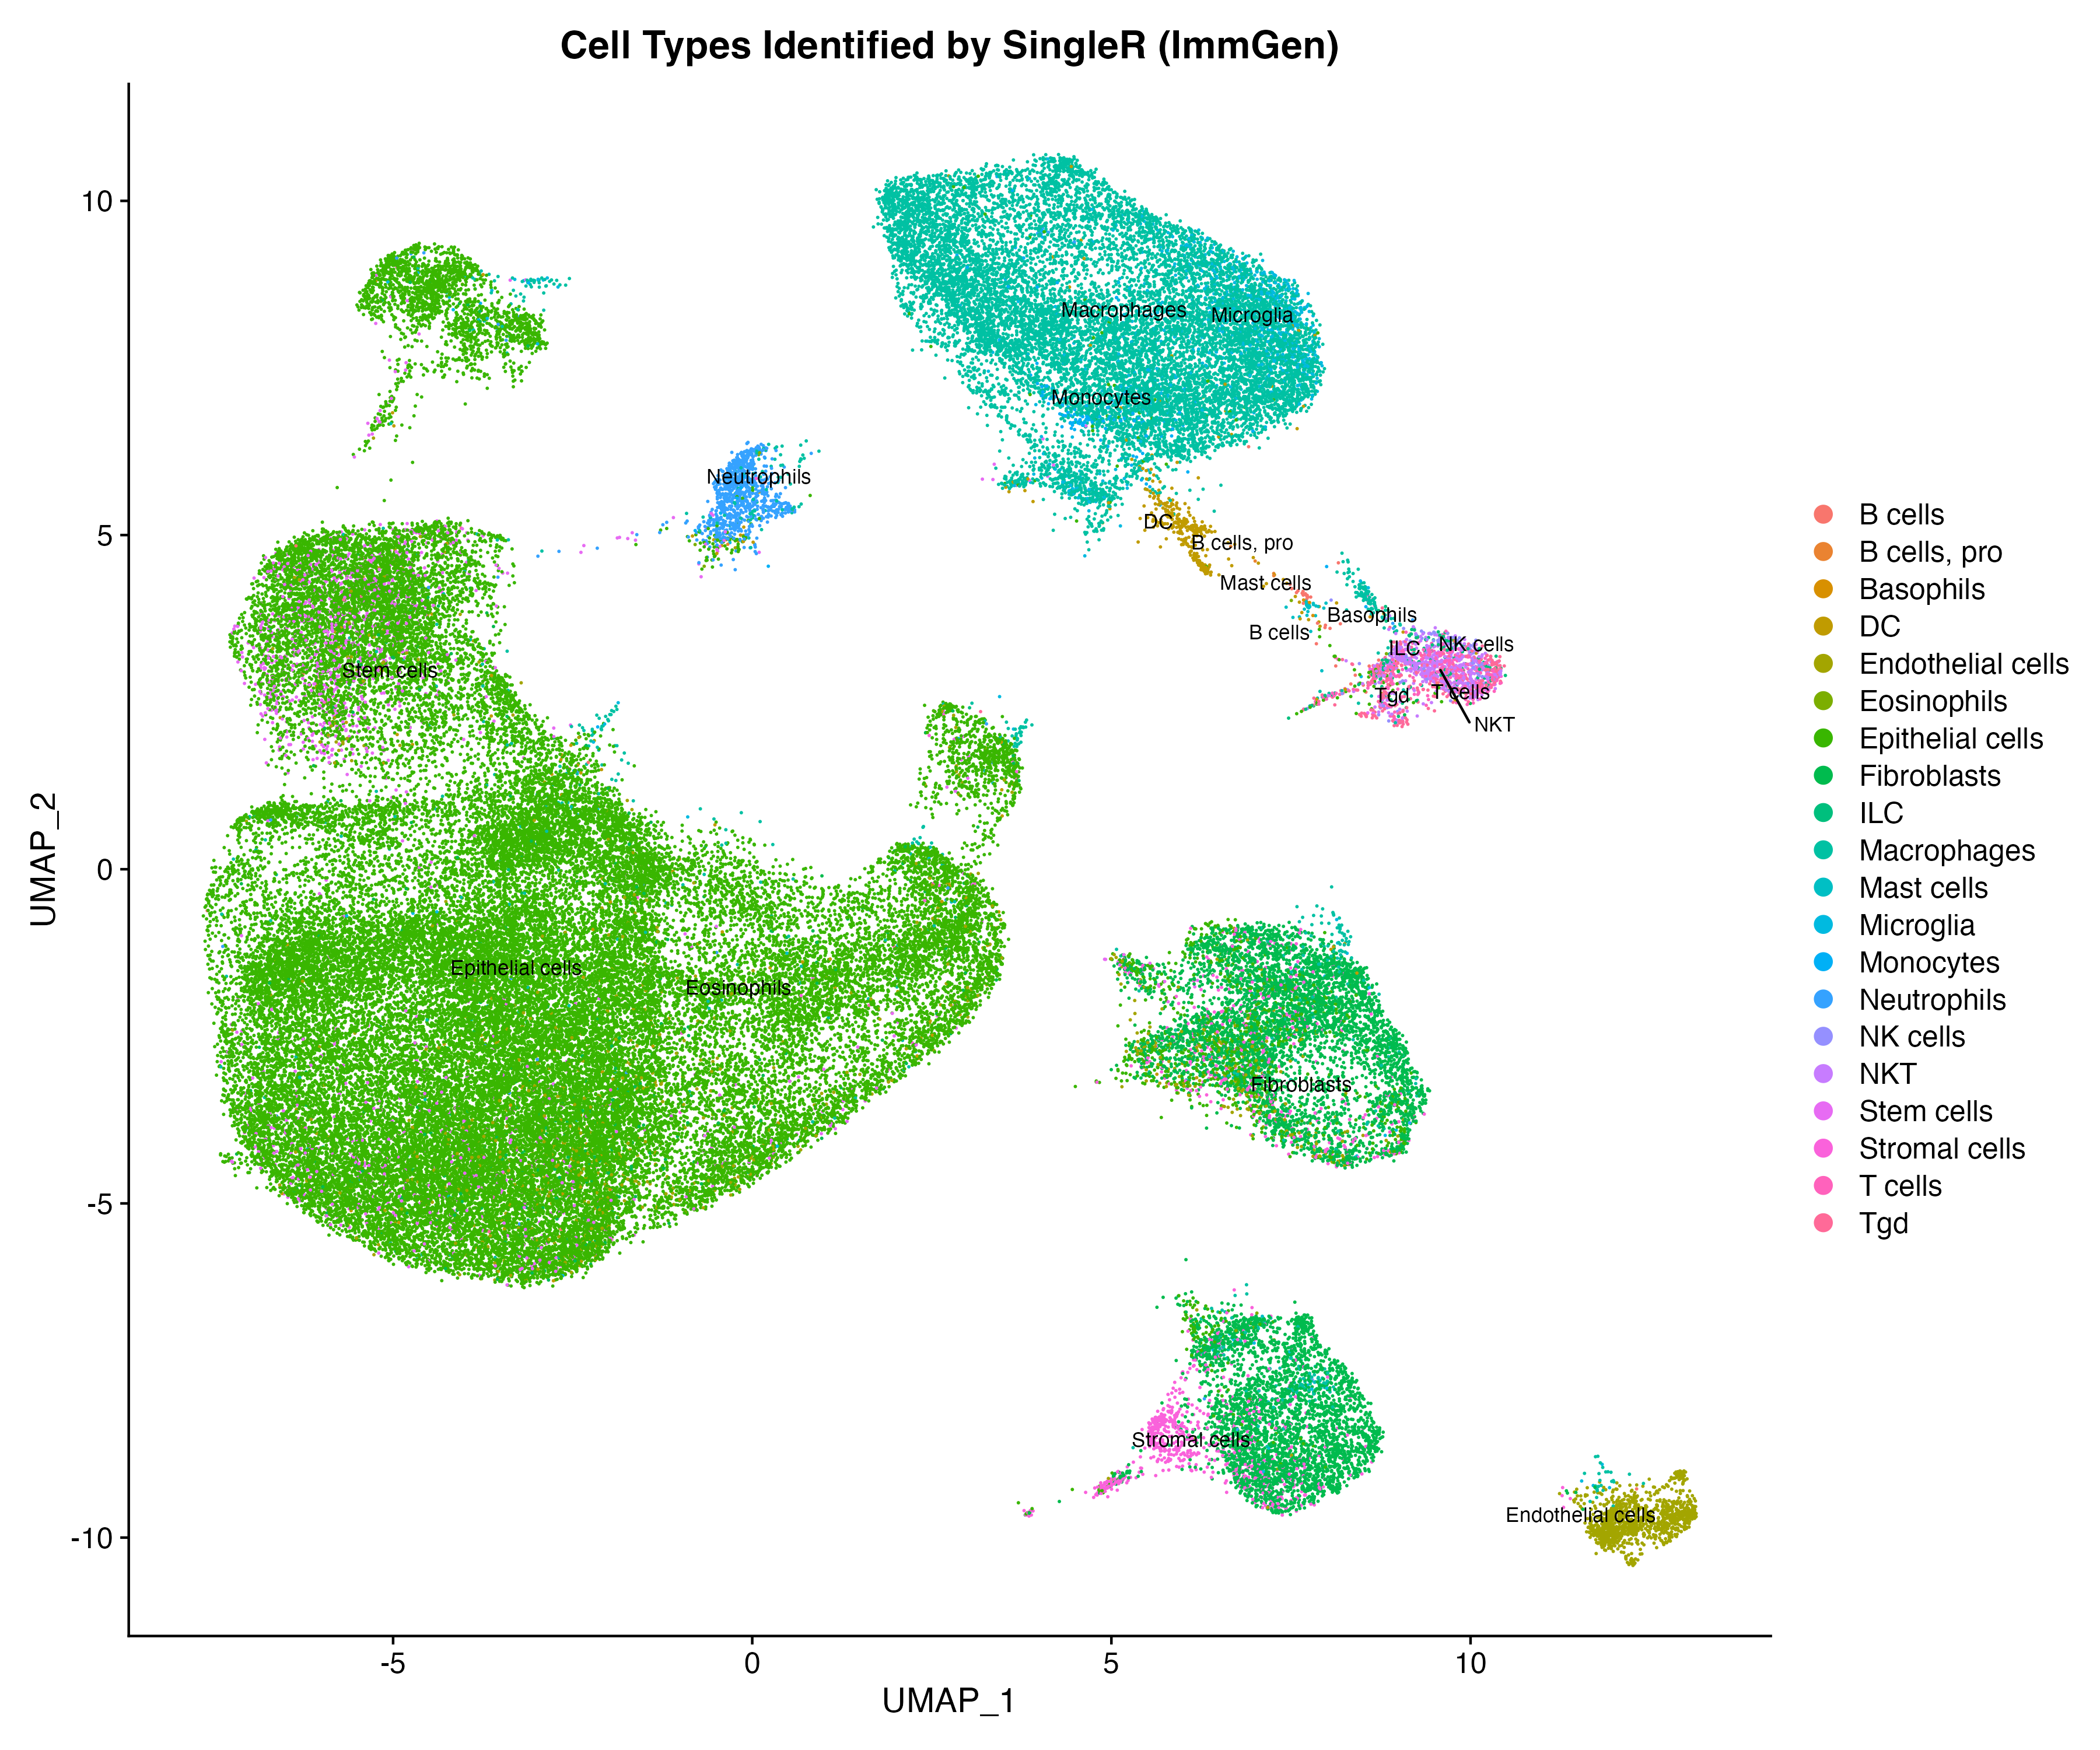 Cell Types Identified by SingleR (ImmGen)
UMAP_2
10
5
0
-5
-10
Macrophages
Microglia
Monocytes
Neutrophils
DC
B cells, pro
Mast cells
Basophils
B cells
NK cells
ILC
Tgd
T cells
NKT
Stem cells
Epithelial cells
Eosinophils
Fibroblasts
Stromal cells
Endothelial cells
-5
0
5
10
UMAP_1
B cells
B cells, pro
Basophils
DC
Endothelial cells
Eosinophils
Epithelial cells
Fibroblasts
ILC
Macrophages
Mast cells
Microglia
Monocytes
Neutrophils
NK cells
NKT
Stem cells
Stromal cells
T cells
Tgd